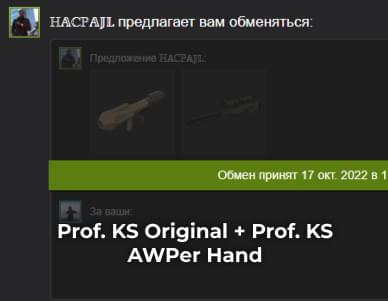 HACPAJL предлагает вам обменяться:
Предложение HACPAJL:
Обмен принят 17 окт. 2022 в 1
За ваши:
Prof. KS Original + Prof. KS
AWPer Hand